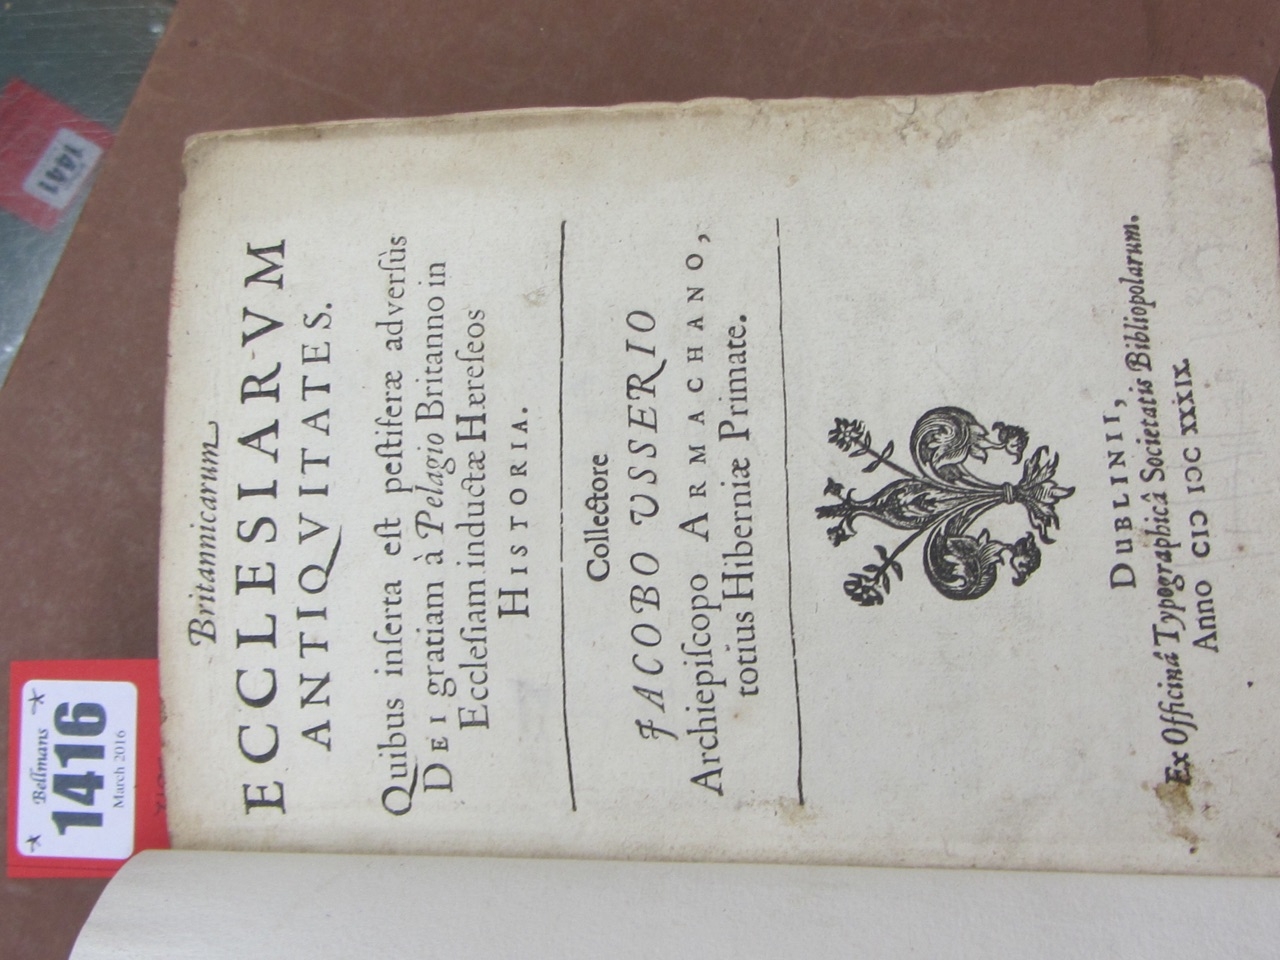 Britannicarum
ECCLESIARVM
ANTIQVITATES.
Quibus inſerta eſt peſtiferæ adverſùs
DEI gratiam à Pelagio Britanno in
Eccleſiam inductæ Hæreſeos
HISTORIA.
Collectore
JACOBO USSERIO
Archiepiſcopo ARMACHANO,
totius Hiberniæ Primate.
DUBLINII,
Ex Officinâ Typographicâ Societatis Bibliopolarum.
Anno CIↃ IↃC XXXIX.
Bellmans
1416
March 2016
1441